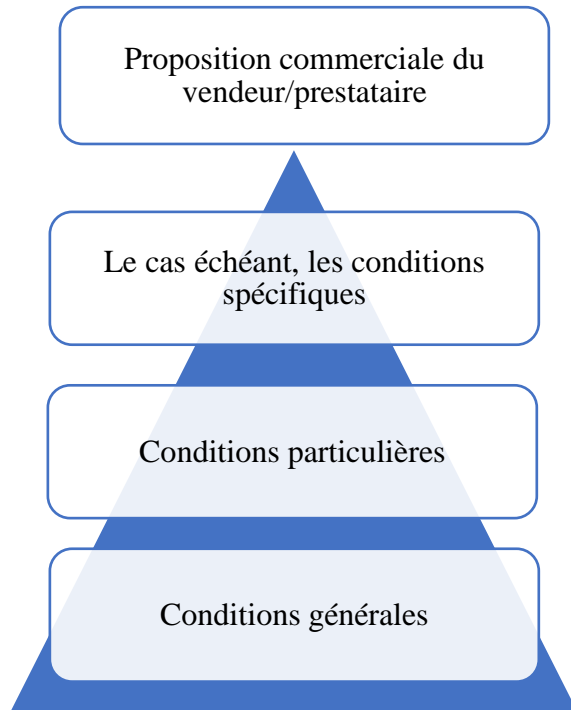 Proposition commerciale du
vendeur/prestataire
Le cas échéant, les conditions
spécifiques
Conditions particulières
Conditions générales